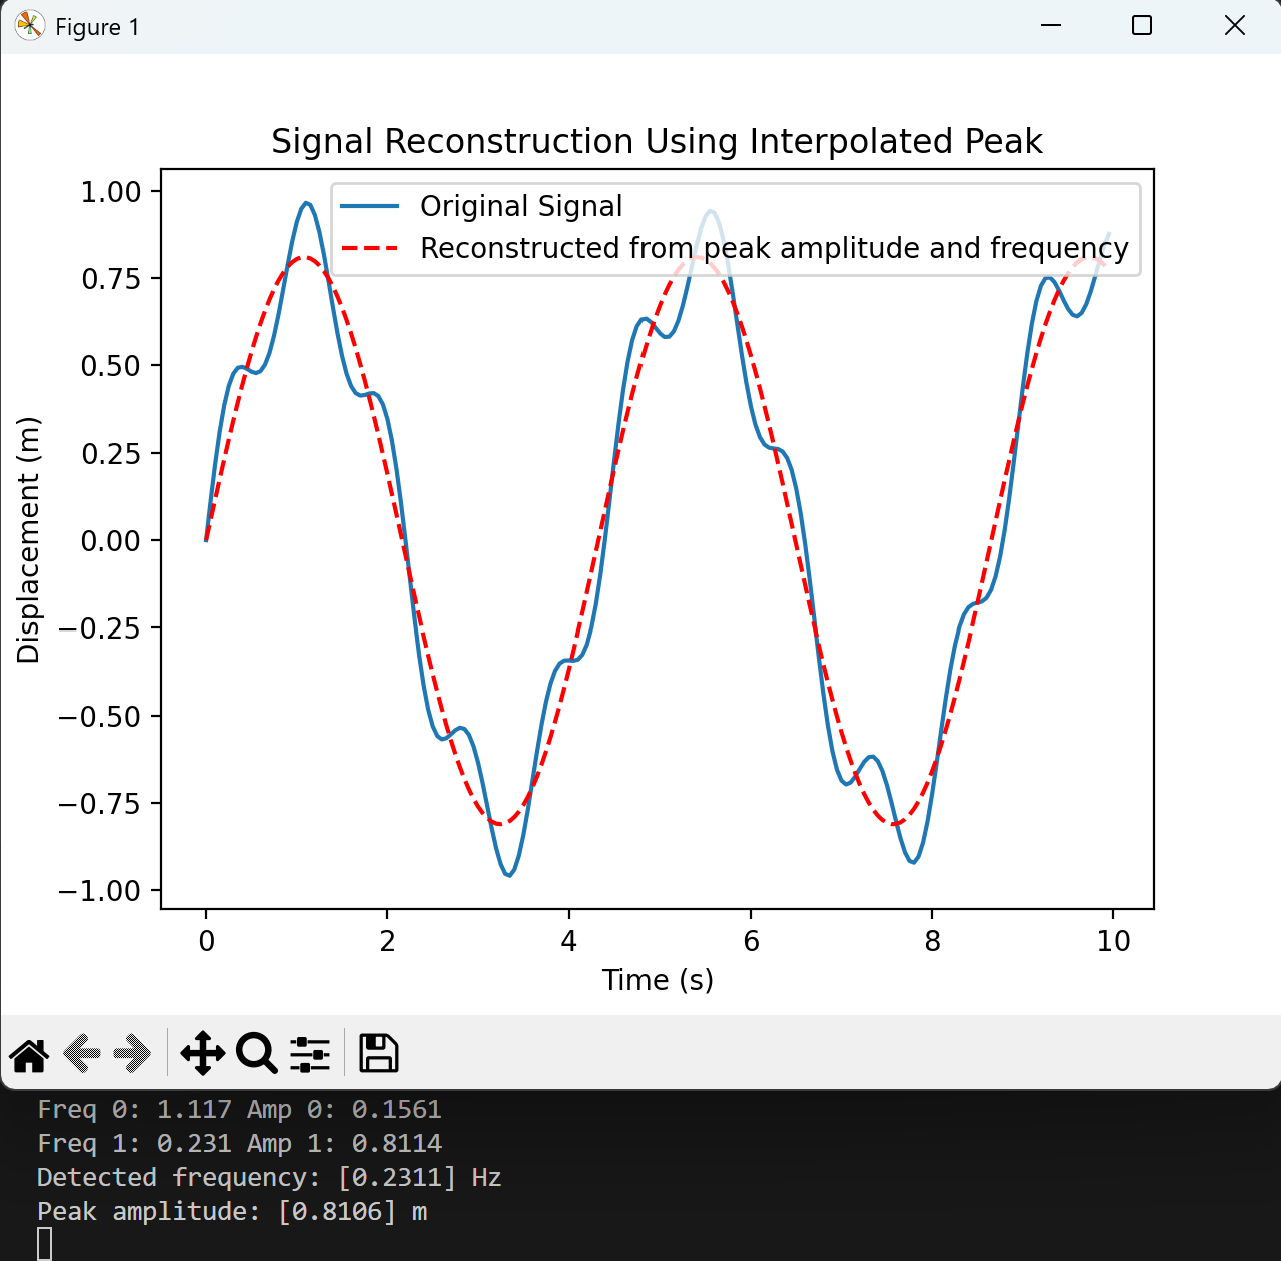 Figure 1
Signal Reconstruction Using Interpolated Peak
Original Signal
Reconstructed from peak amplitude and frequency
1.00
0.75
0.50
0.25
0.00
−0.25
−0.50
−0.75
−1.00
Displacement (m)
0 2 4 6 8 10
Time (s)
Freq 0: 1.117 Amp 0: 0.1561
Freq 1: 0.231 Amp 1: 0.8114
Detected frequency: [0.2311] Hz
Peak amplitude: [0.8106] m